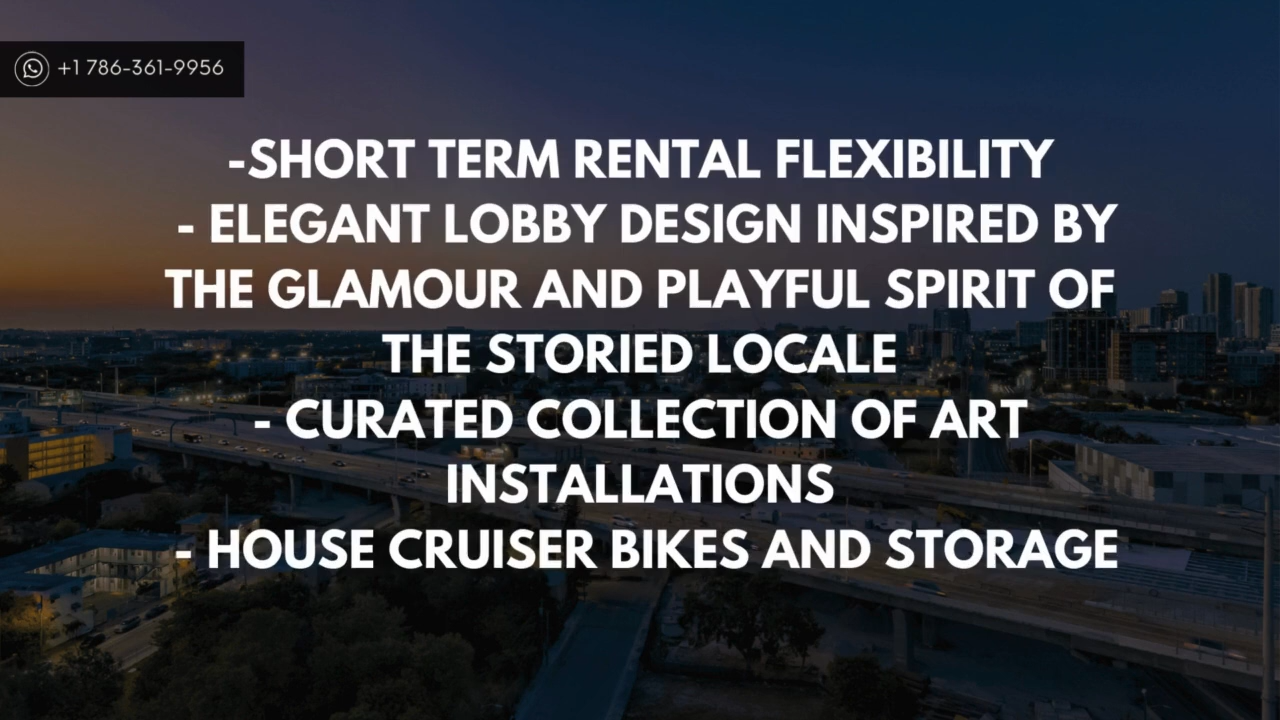 +1 786-361-9956
-SHORT TERM RENTAL FLEXIBILITY
- ELEGANT LOBBY DESIGN INSPIRED BY
THE GLAMOUR AND PLAYFUL SPIRIT OF
THE STORIED LOCALE
- CURATED COLLECTION OF ART
INSTALLATIONS
- HOUSE CRUISER BIKES AND STORAGE